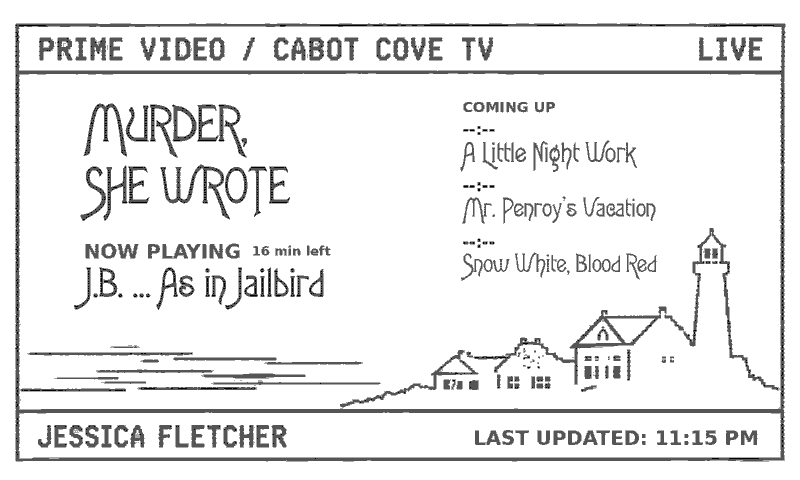 PRIME VIDEO / CABOT COVE TV
LIVE
MURDER,
SHE WROTE
NOW PLAYING 16 min left
J.B. ... As in Jailbird
COMING UP
--:--
A Little Night Work
--:--
Mr. Penroy's Vacation
--:--
Snow White, Blood Red
JESSICA FLETCHER
LAST UPDATED: 11:15 PM